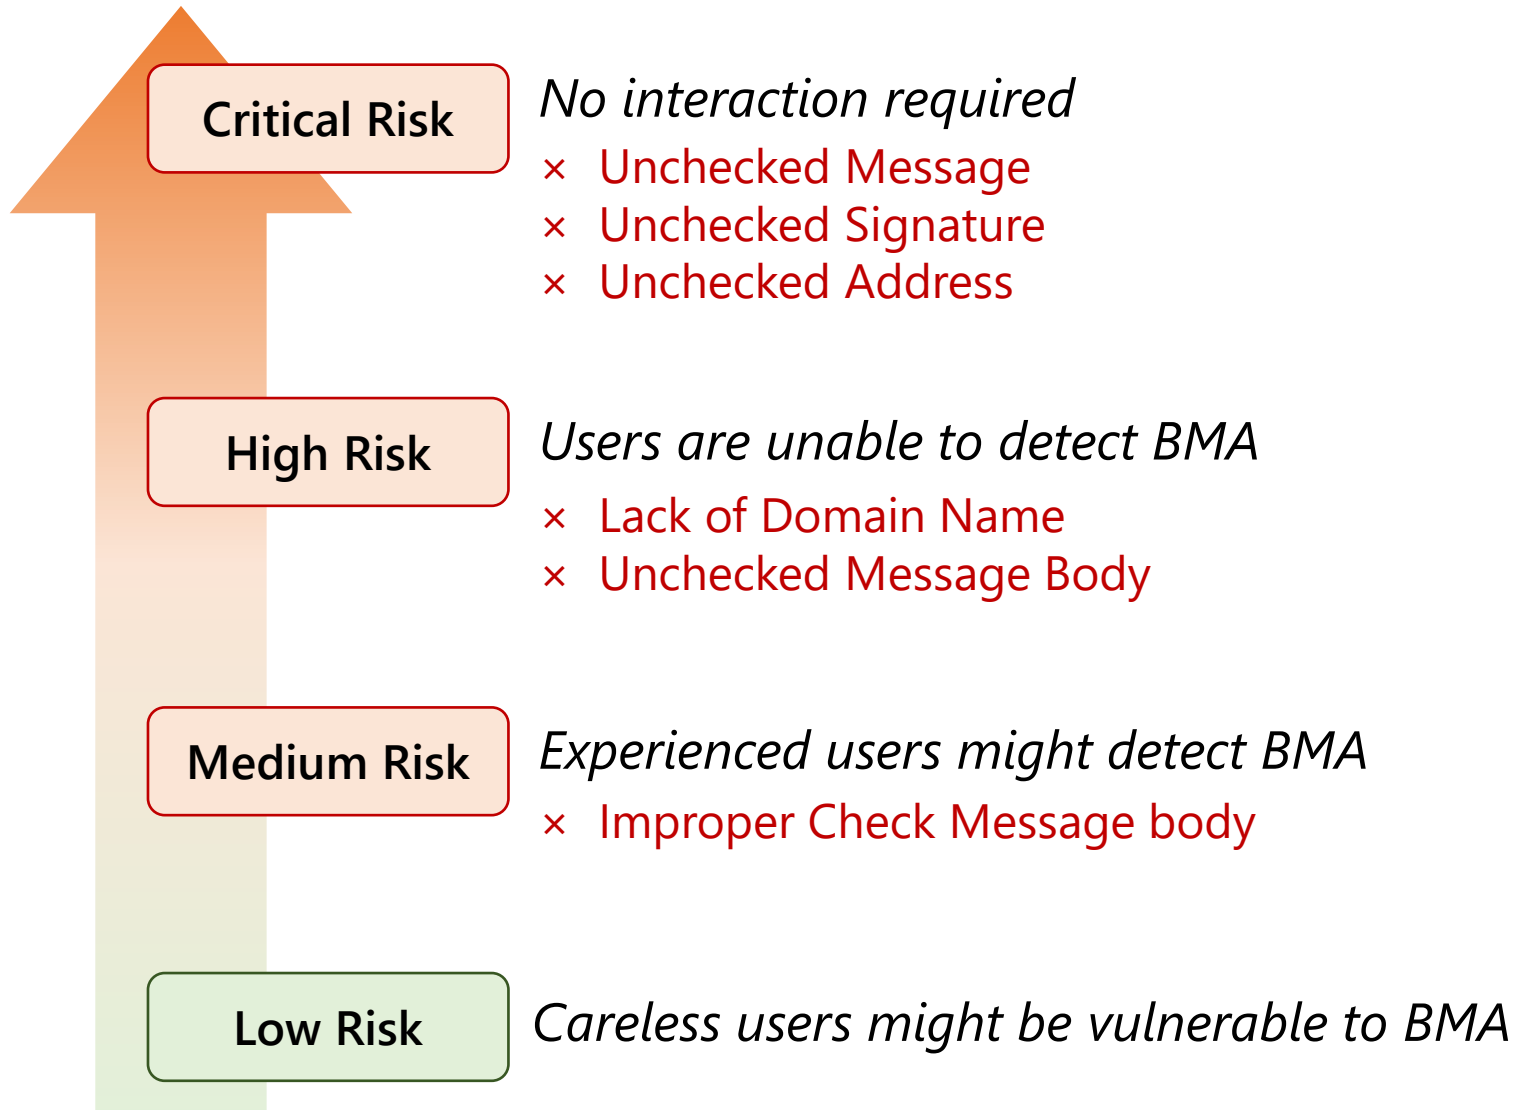 Critical Risk
No interaction required
× Unchecked Message
× Unchecked Signature
× Unchecked Address
High Risk
Users are unable to detect BMA
× Lack of Domain Name
× Unchecked Message Body
Medium Risk
Experienced users might detect BMA
× Improper Check Message body
Low Risk
Careless users might be vulnerable to BMA